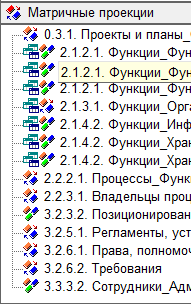 Матричные проекции
0.3.1. Проекты и планы_
2.1.2.1. Функции_Фун
2.1.2.1. Функции_Фун
2.1.2.1. Функции_Фун
2.1.3.1. Функции_Орга
2.1.4.2. Функции_Инф
2.1.4.2. Функции_Хран
2.1.4.2. Функции_Хран
2.2.2.1. Процессы_Функ
2.2.3.1. Владельцы проц
3.2.3.2. Позиционирован
3.2.5.1. Регламенты, уст
3.2.6.1. Права, полномоч
3.2.6.2. Требования
3.3.3.2. Сотрудники_Адм